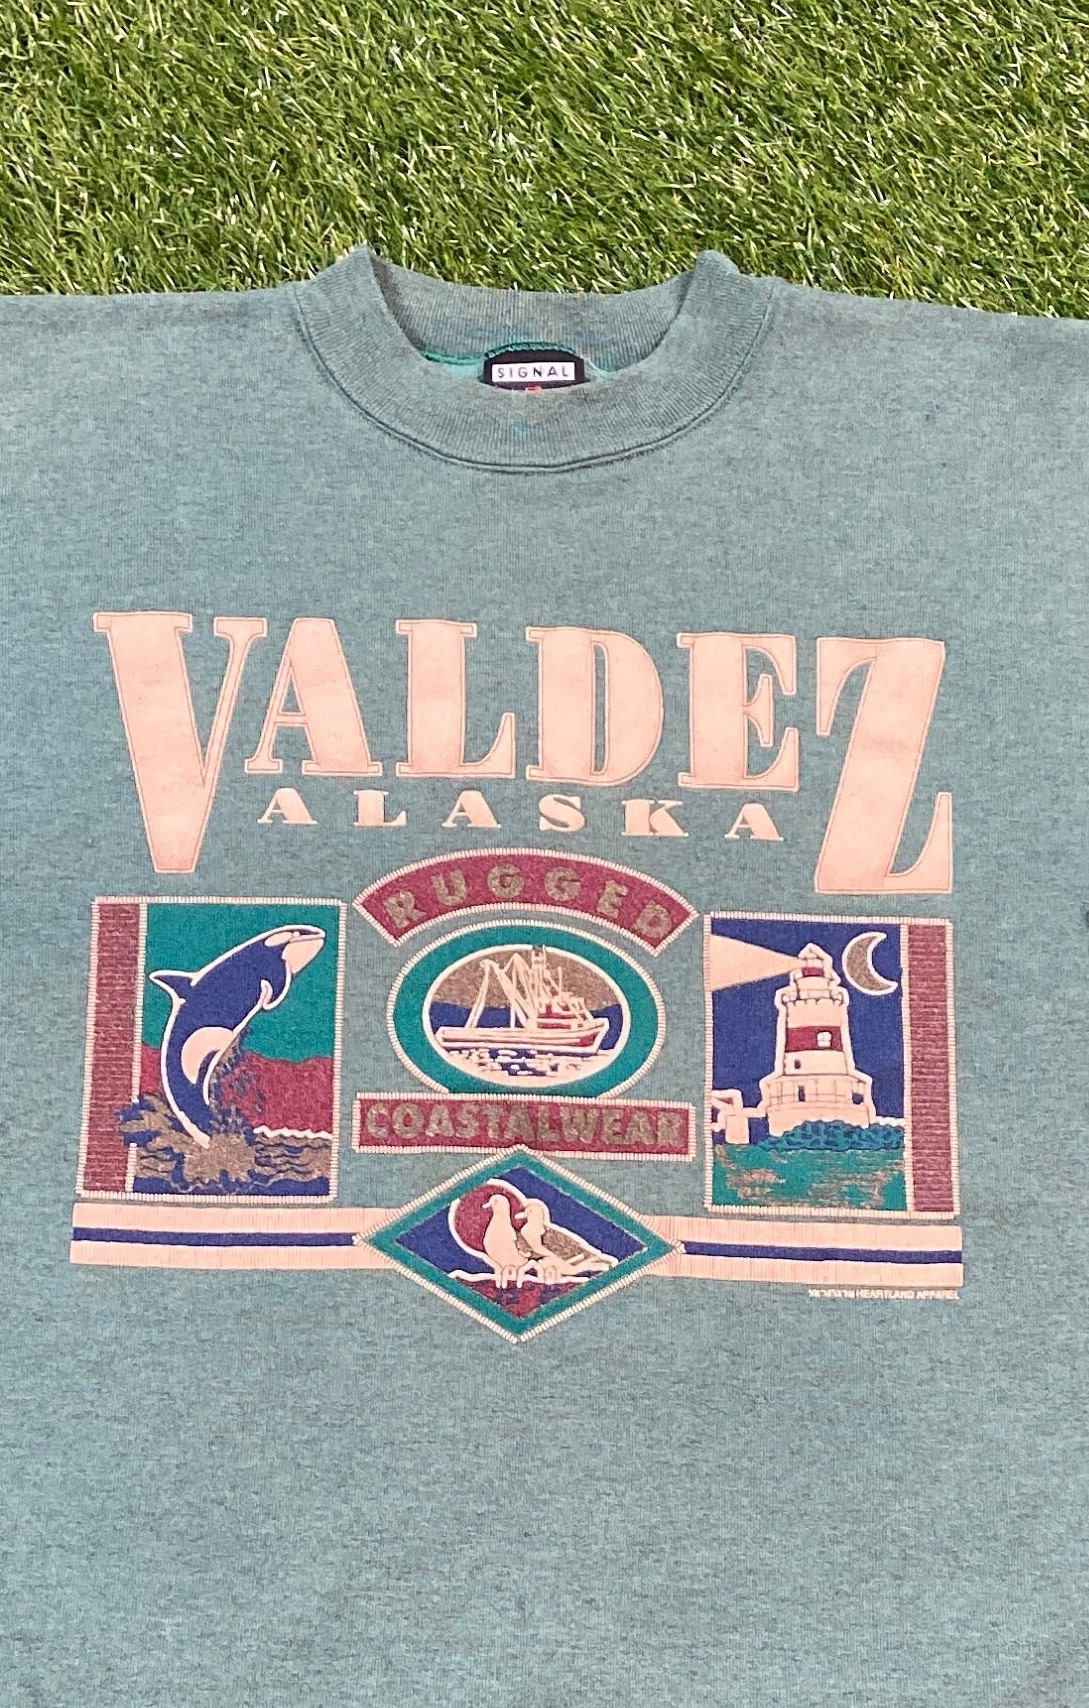 SIGNAL
VALDEZ
ALASKA
RUGGED
COASTALWEAR
HEARTLAND APPAREL